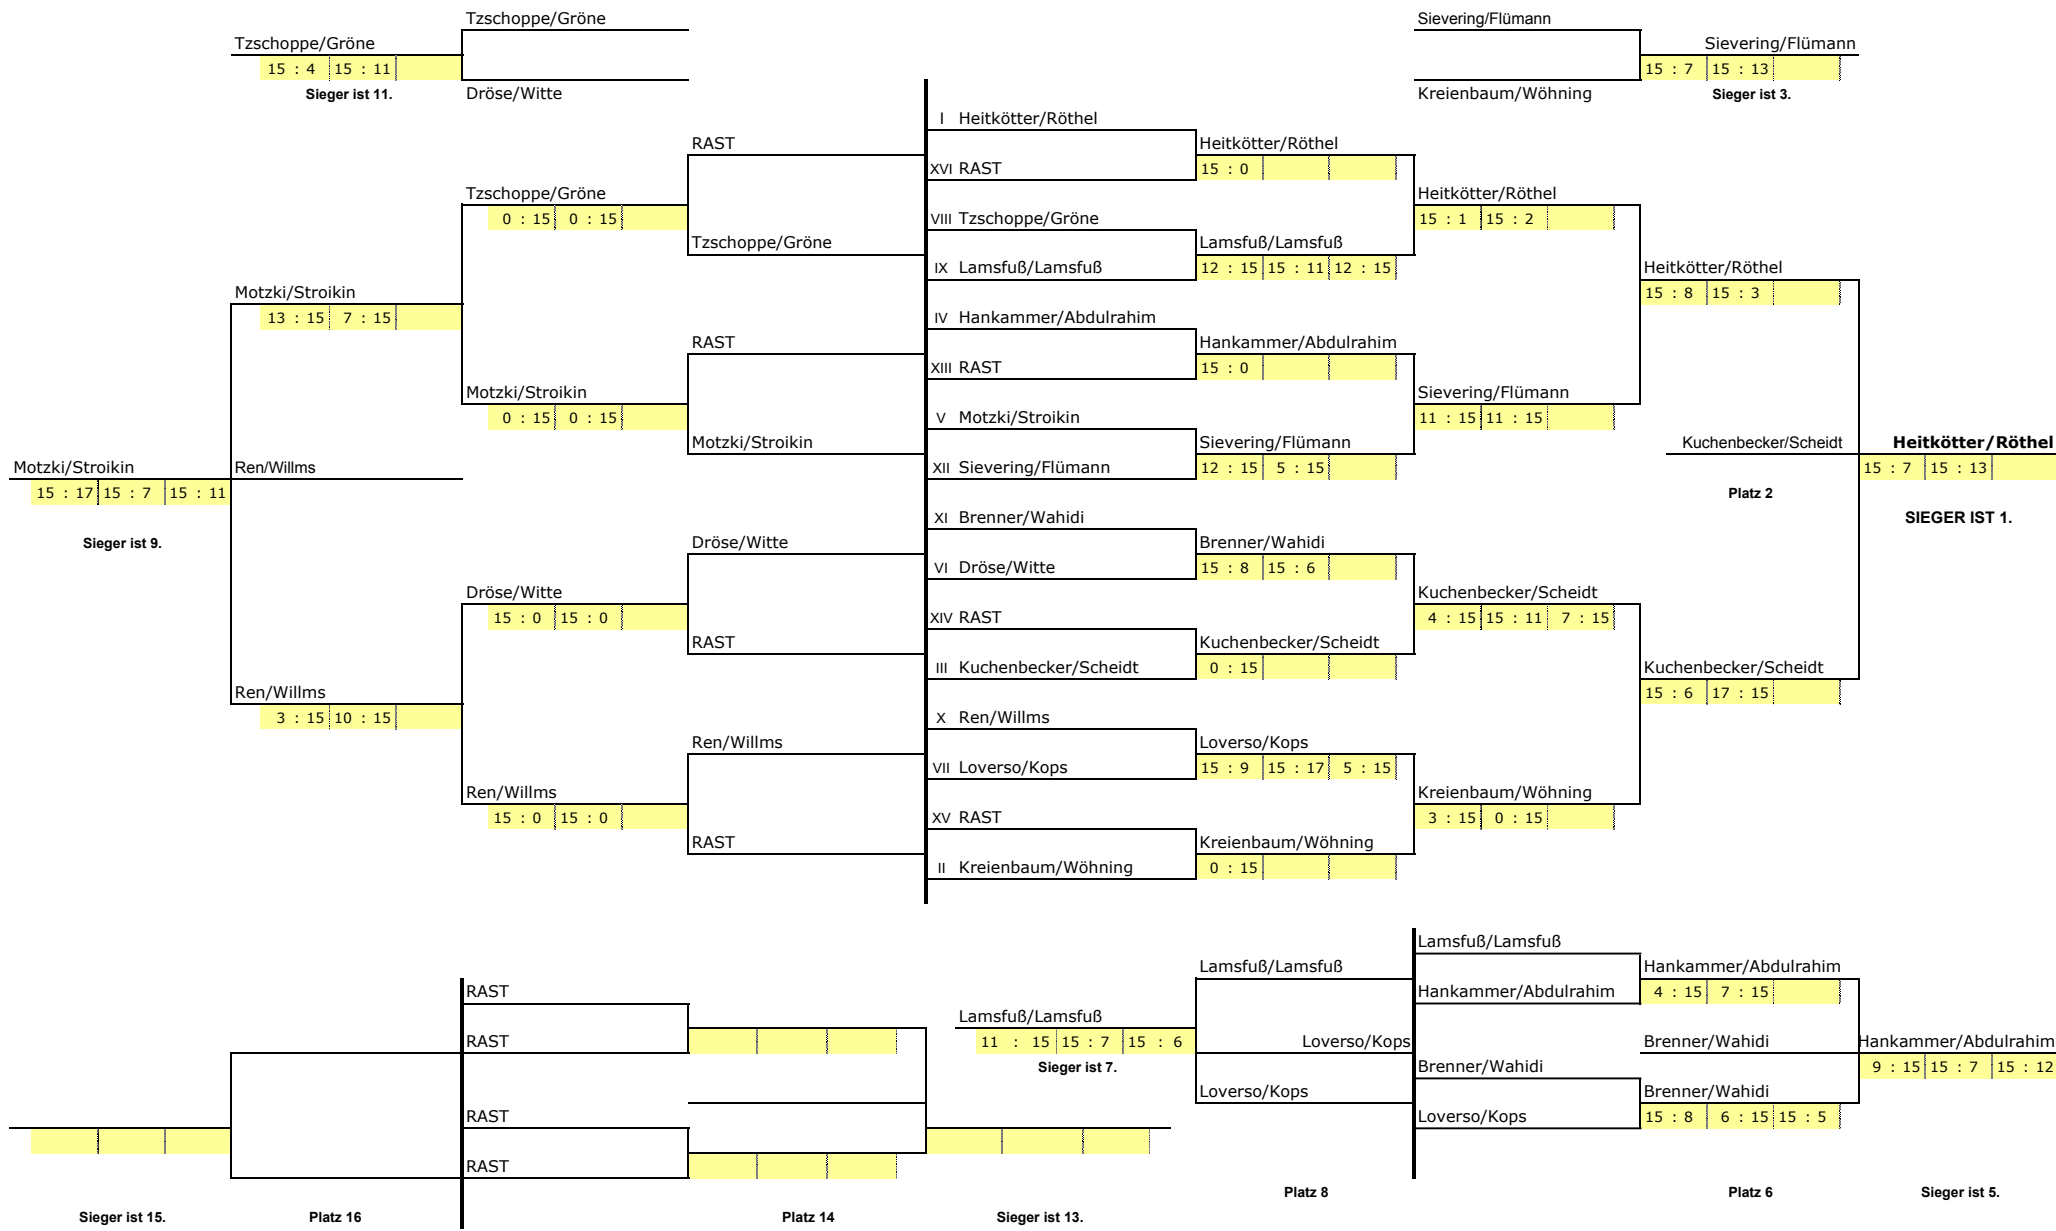 Tzschoppe/Gröne Sievering/Flümann
Tzschoppe/Gröne Sievering/Flümann
15 : 4 15 : 11 15 : 7 15 : 13
Sieger ist 11. Dröse/Witte Kreienbaum/Wöhning Sieger ist 3.
I Heitkötter/Röthel
RAST Heitkötter/Röthel
XVI RAST 15 : 0
Tzschoppe/Gröne Heitkötter/Röthel
0 : 15 0 : 15 VIII Tzschoppe/Gröne 15 : 1 15 : 2
Tzschoppe/Gröne Lamsfuß/Lamsfuß
IX Lamsfuß/Lamsfuß 12 : 15 15 : 11 12 : 15 Heitkötter/Röthel
Motzki/Stroikin 15 : 8 15 : 3
13 : 15 7 : 15 IV Hankammer/Abdulrahim
RAST Hankammer/Abdulrahim
XIII RAST 15 : 0
Motzki/Stroikin Sievering/Flümann
0 : 15 0 : 15 V Motzki/Stroikin 11 : 15 11 : 15
Motzki/Stroikin Sievering/Flümann Kuchenbecker/Scheidt Heitkötter/Röthel
Motzki/Stroikin Ren/Willms XII Sievering/Flümann 12 : 15 5 : 15 15 : 7 15 : 13
15 : 17 15 : 7 15 : 11 Platz 2
XI Brenner/Wahidi SIEGER IST 1.
Sieger ist 9. Dröse/Witte Brenner/Wahidi
VI Dröse/Witte 15 : 8 15 : 6
Dröse/Witte Kuchenbecker/Scheidt
15 : 0 15 : 0 XIV RAST 4 : 15 15 : 11 7 : 15
RAST Kuchenbecker/Scheidt
III Kuchenbecker/Scheidt 0 : 15 Kuchenbecker/Scheidt
Ren/Willms 15 : 6 17 : 15
3 : 15 10 : 15 X Ren/Willms
Ren/Willms Loverso/Kops
VII Loverso/Kops 15 : 9 15 : 17 5 : 15
Ren/Willms Kreienbaum/Wöhning
15 : 0 15 : 0 XV RAST 3 : 15 0 : 15
RAST Kreienbaum/Wöhning
II Kreienbaum/Wöhning 0 : 15
Lamsfuß/Lamsfuß
Lamsfuß/Lamsfuß Hankammer/Abdulrahim
RAST Hankammer/Abdulrahim 4 : 15 7 : 15
Lamsfuß/Lamsfuß
RAST 11 : 15 15 : 7 15 : 6 Loverso/Kops Brenner/Wahidi Hankammer/Abdulrahim
Sieger ist 7. Brenner/Wahidi 9 : 15 15 : 7 15 : 12
Loverso/Kops Brenner/Wahidi
RAST Loverso/Kops 15 : 8 6 : 15 15 : 5
RAST
Platz 8 Platz 6 Sieger ist 5.
Sieger ist 15. Platz 16 Platz 14 Sieger ist 13.